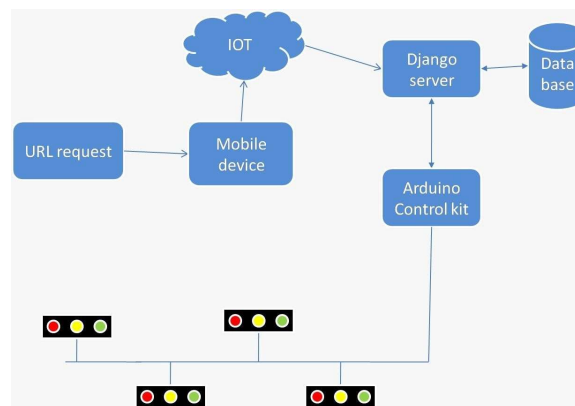 IOT
Django
server
Data
base
URL request
Mobile
device
Arduino
Control kit